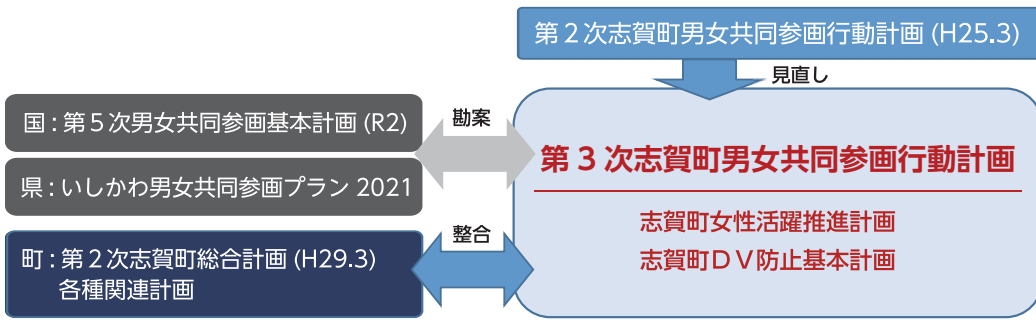 第2次志賀町男女共同参画行動計画 (H25.3)
見直し
国 : 第5次男女共同参画基本計画 (R2)
県 : いしかわ男女共同参画プラン 2021
勘案
町 : 第2次志賀町総合計画 (H29.3)
各種関連計画
整合
第3次志賀町男女共同参画行動計画
志賀町女性活躍推進計画
志賀町DV防止基本計画